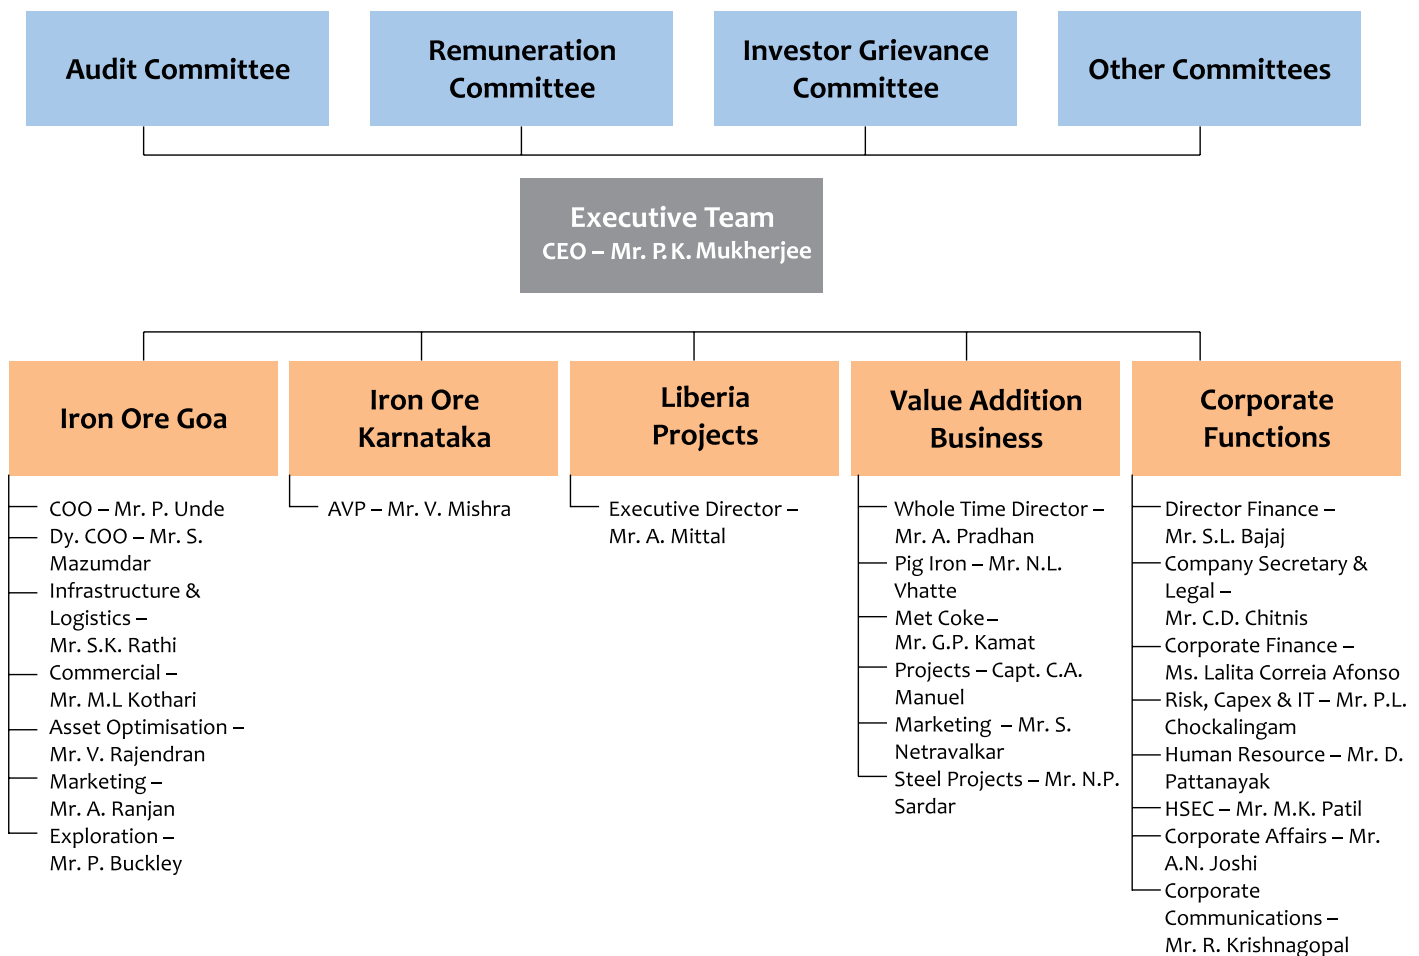 Audit Committee
Remuneration
Committee
Investor Grievance
Committee
Other Committees
Executive Team
CEO – Mr. P.K. Mukherjee
Iron Ore Goa
COO – Mr. P. Unde
Dy. COO – Mr. S.
Mazumdar
Infrastructure &
Logistics –
Mr. S.K. Rathi
Commercial –
Mr. M.L Kothari
Asset Optimisation –
Mr. V. Rajendran
Marketing –
Mr. A. Ranjan
Exploration –
Mr. P. Buckley
Iron Ore
Karnataka
AVP – Mr. V. Mishra
Liberia
Projects
Executive Director –
Mr. A. Mittal
Value Addition
Business
Whole Time Director –
Mr. A. Pradhan
Pig Iron – Mr. N.L.
Vhatte
Met Coke –
Mr. G.P. Kamat
Projects – Capt. C.A.
Manuel
Marketing – Mr. S.
Netravalkar
Steel Projects – Mr. N.P.
Sardar
Corporate
Functions
Director Finance –
Mr. S.L. Bajaj
Company Secretary &
Legal –
Mr. C.D. Chitnis
Corporate Finance –
Ms. Lalita Correia Afonso
Risk, Capex & IT – Mr. P.L.
Chockalingam
Human Resource – Mr. D.
Pattanayak
HSEC – Mr. M.K. Patil
Corporate Affairs – Mr.
A.N. Joshi
Corporate
Communications –
Mr. R. Krishnagopal